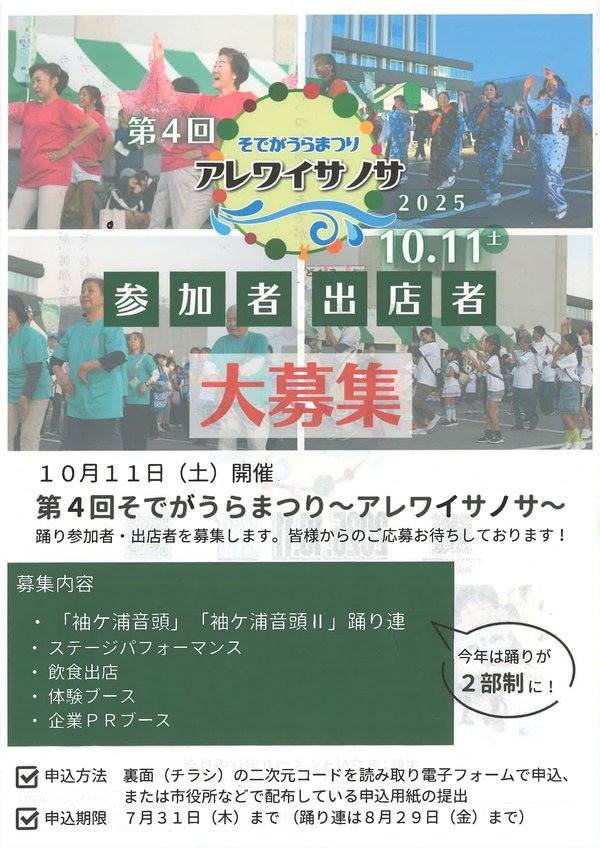 第4回
そでがうらまつり
アレワイサノサ
2025
10.11土
参加者出店者
大募集
10月11日（土）開催
第4回そでがうらまつり～アレワイサノサ～
踊り参加者・出店者を募集します。皆様からのご応募お待ちしております！
募集内容
・「袖ケ浦音頭」「袖ケ浦音頭Ⅱ」踊り連
・ステージパフォーマンス
・飲食出店
・体験ブース
・企業PRブース
今年は踊りが
2部制に！
申込方法　裏面（チラシ）の二次元コードを読み取り電子フォームで申込、
または市役所などで配布している申込用紙の提出
申込期限　7月31日（木）まで（踊り連は8月29日（金）まで）